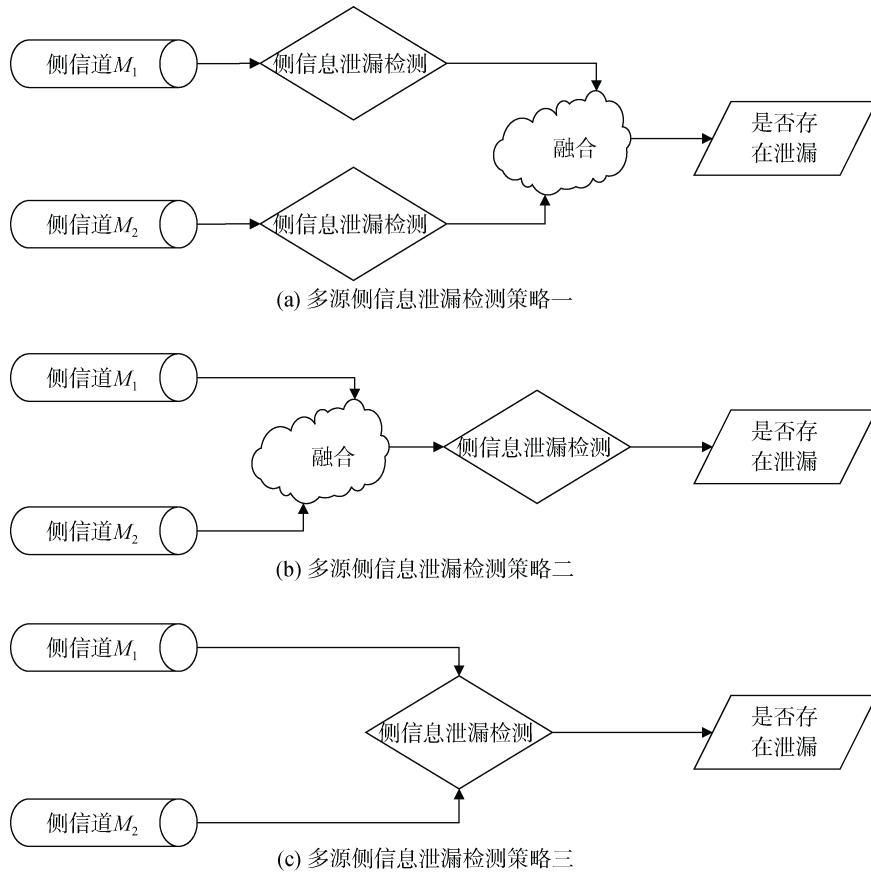 侧信道M₁
侧信息泄漏检测
融合
是否存
在泄漏
侧信道M₂
侧信息泄漏检测
(a) 多源侧信息泄漏检测策略一
侧信道M₁
融合
侧信息泄漏检测
是否存
在泄漏
侧信道M₂
(b) 多源侧信息泄漏检测策略二
侧信道M₁
侧信息泄漏检测
是否存
在泄漏
侧信道M₂
(c) 多源侧信息泄漏检测策略三